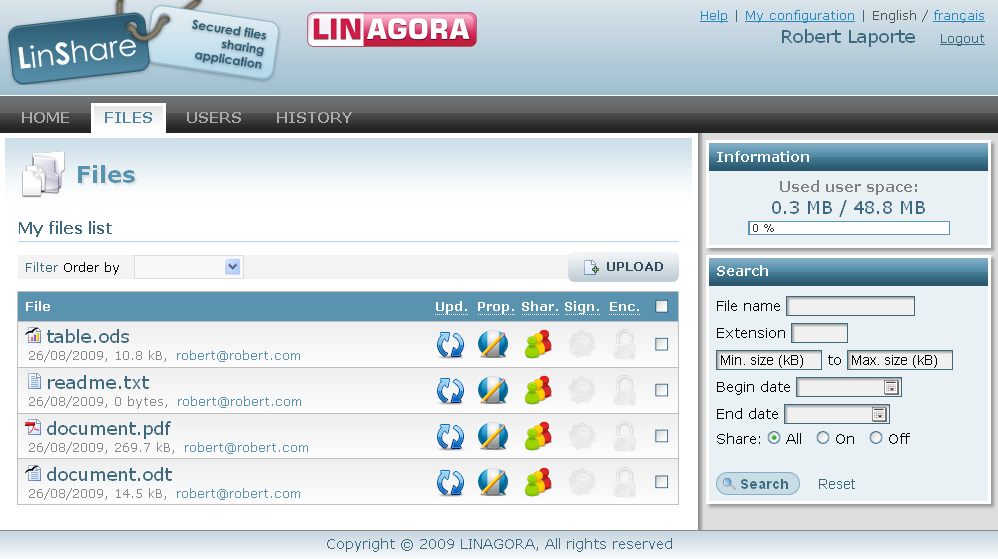 LinShare
Secured files
sharing
application
LINAGORA
Help | My configuration | English / français
Robert Laporte Logout
HOME FILES USERS HISTORY
Files
My files list
Filter Order by
UPLOAD
File Upd. Prop. Shar. Sign. Enc.
table.ods
26/08/2009, 10.8 kB, robert@robert.com
readme.txt
26/08/2009, 0 bytes, robert@robert.com
document.pdf
26/08/2009, 269.7 kB, robert@robert.com
document.odt
26/08/2009, 14.5 kB, robert@robert.com
Information
Used user space:
0.3 MB / 48.8 MB
0 %
Search
File name
Extension
Min. size (kB) to Max. size (kB)
Begin date
End date
Share: All On Off
Search Reset
Copyright © 2009 LINAGORA, All rights reserved